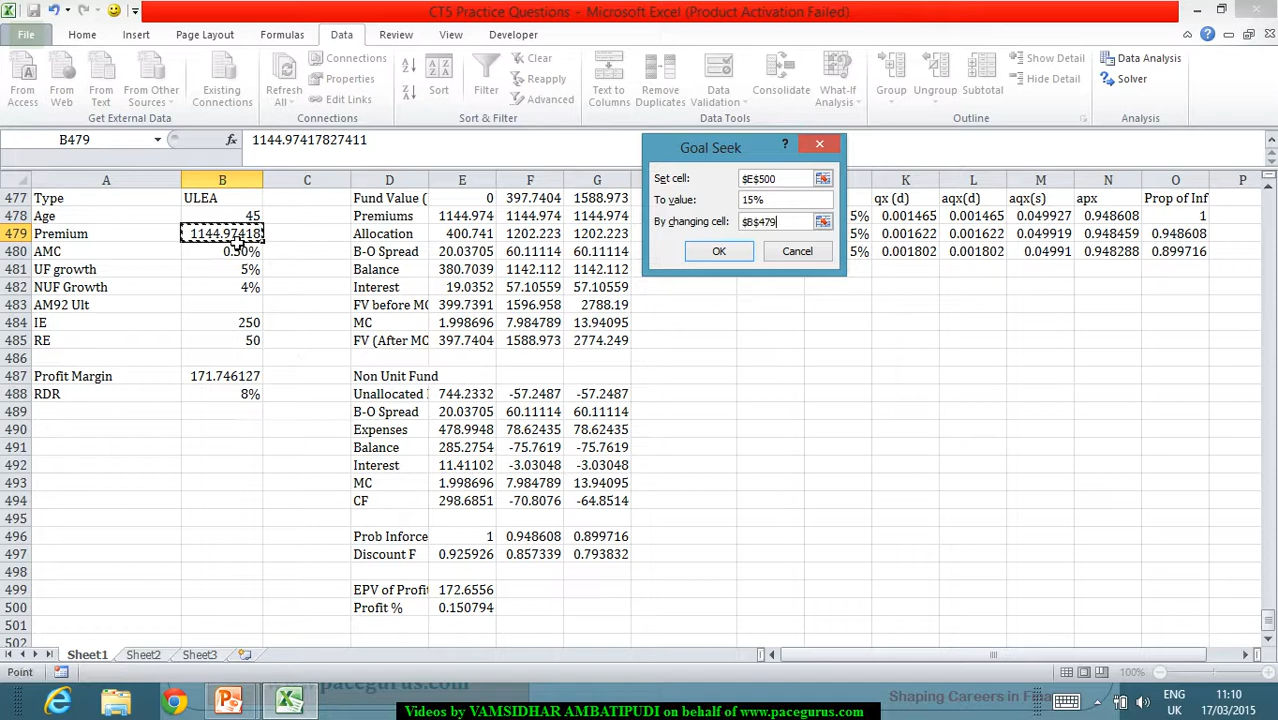 CT5 Practice Questions - Microsoft Excel (Product Activation Failed)
File Home Insert Page Layout Formulas Data Review View Developer
From Access From Web From Text From Other Sources Existing Connections
Get External Data
Refresh All Connections Properties Edit Links
Connections
Sort Filter Clear Reapply Advanced
Sort & Filter
Text to Columns Remove Duplicates Data Validation Consolidate What-If Analysis
Data Tools
Group Ungroup Subtotal Show Detail Hide Detail
Outline
Data Analysis Solver
Analysis
B479 fx 1144.97417827411
A B C D E F G K L M N O P
477 Type ULEA Fund Value ( 0 397.7404 1588.973 qx (d) aqx(d) aqx(s) apx Prop of Inf
478 Age 45 Premiums 1144.974 1144.974 1144.974 5% 0.001465 0.001465 0.049927 0.948608 1
479 Premium 1144.97418 Allocation 400.741 1202.223 1202.223 5% 0.001622 0.001802 0.049919 0.948459 0.948608
480 AMC 0.50% B-O Spread 20.03705 60.11114 60.11114 5% 0.001802 0.001802 0.04991 0.948288 0.899716
481 UF growth 5% Balance 380.7039 1142.112 1142.112
482 NUF Growth 4% Interest 19.0352 57.10559 57.10559
483 AM92 Ult FV before MC 399.7391 1596.958 2788.19
484 IE 250 MC 1.998696 7.984789 13.94095
485 RE 50 FV (After MC 397.7404 1588.973 2774.249
486
487 Profit Margin 171.746127 Non Unit Fund
488 RDR 8% Unallocated 744.2332 -57.2487 -57.2487
489 B-O Spread 20.03705 60.11114 60.11114
490 Expenses 478.9948 78.62435 78.62435
491 Balance 285.2754 -75.7619 -75.7619
492 Interest 11.41102 -3.03048 -3.03048
493 MC 1.998696 7.984789 13.94095
494 CF 298.6851 -70.8076 -64.8514
495
496 Prob Inforce 1 0.948608 0.899716
497 Discount F 0.925926 0.857339 0.793832
498
499 EPV of Profit 172.6556
500 Profit % 0.150794
501
502
Goal Seek ?
Set cell: $E$500
To value: 15%
By changing cell: $B$479
OK Cancel
Sheet1 Sheet2 Sheet3
Point 100%
www.pacegurus.com Shaping Careers in Fin
ENG 11:10
UK 17/03/2015
Videos by VAMSIDHAR AMBATIPUDI on behalf of www.pacegurus.com